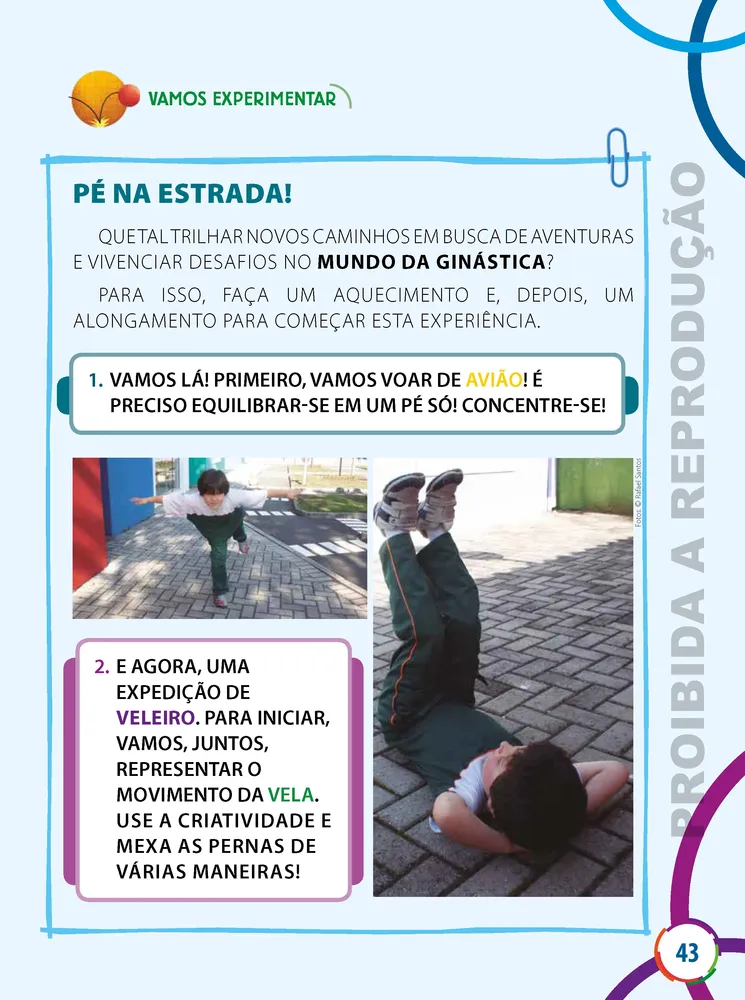 VAMOS EXPERIMENTAR
PÉ NA ESTRADA!
QUE TAL TRILHAR NOVOS CAMINHOS EM BUSCA DE AVENTURAS
E VIVENCIAR DESAFIOS NO MUNDO DA GINÁSTICA?
PARA ISSO, FAÇA UM AQUECIMENTO E, DEPOIS, UM
ALONGAMENTO PARA COMEÇAR ESTA EXPERIÊNCIA.
1. VAMOS LÁ! PRIMEIRO, VAMOS VOAR DE AVIÃO! É
PRECISO EQUILIBRAR-SE EM UM PÉ SÓ! CONCENTRE-SE!
Fotos: © Rafael Santos
2. E AGORA, UMA
EXPEDIÇÃO DE
VELEIRO. PARA INICIAR,
VAMOS, JUNTOS,
REPRESENTAR O
MOVIMENTO DA VELA.
USE A CRIATIVIDADE E
MEXA AS PERNAS DE
VÁRIAS MANEIRAS!
PROIBIDA A REPRODUÇÃO
43